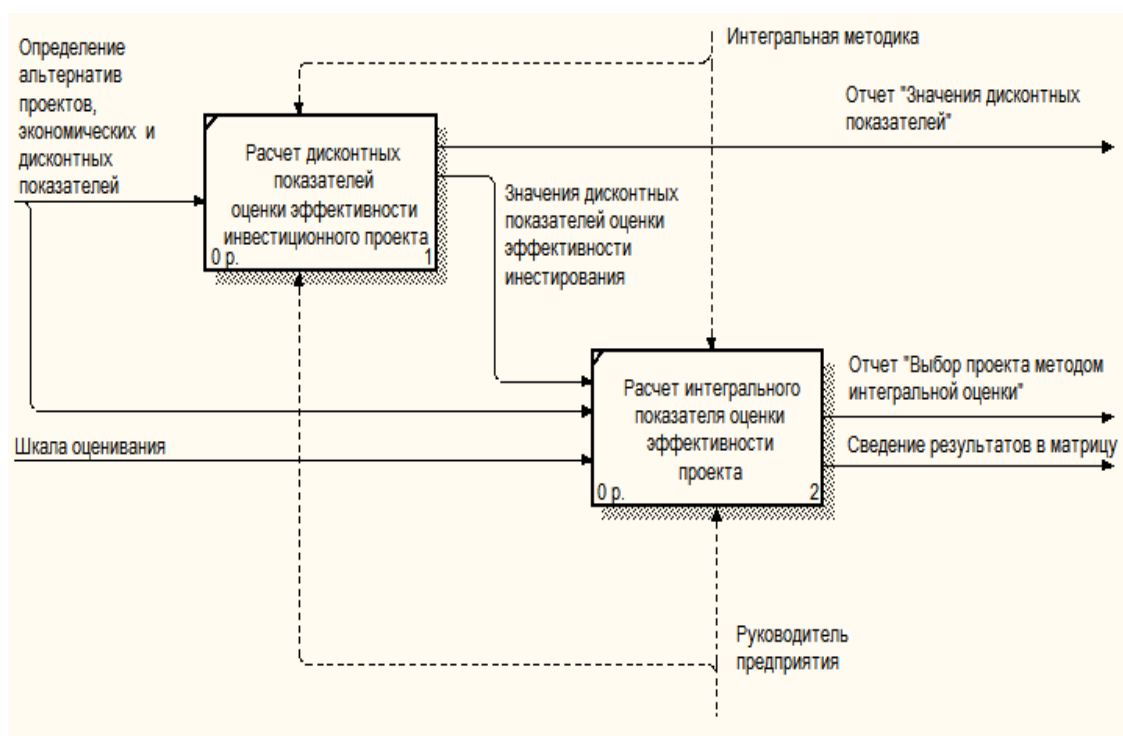 Определение
альтернатив
проектов,
экономических и
дисконтных
показателей
Интегральная методика
Отчет "Значения дисконтных
показателей"
Расчет дисконтных
показателей
оценки эффективности
инвестиционного проекта
0 р.
1
Значения дисконтных
показателей оценки
эффективности
инестирования
Шкала оценивания
Расчет интегрального
показателя оценки
эффективности
проекта
0 р.
2
Отчет "Выбор проекта методом
интегральной оценки"
Сведение результатов в матрицу
Руководитель
предприятия